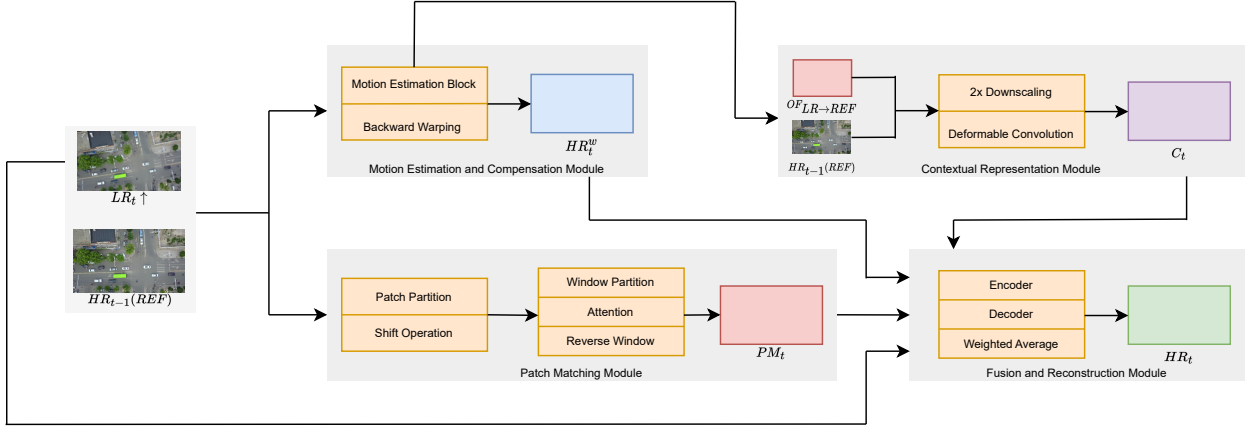 LR_t ↑
HR_{t-1}(REF)
Motion Estimation Block
Backward Warping
HR_t^w
Motion Estimation and Compensation Module
OF_{LR→REF}
HR_{t-1}(REF)
2x Downscaling
Deformable Convolution
C_t
Contextual Representation Module
Patch Partition
Shift Operation
Window Partition
Attention
Reverse Window
PM_t
Patch Matching Module
Encoder
Decoder
Weighted Average
HR_t
Fusion and Reconstruction Module